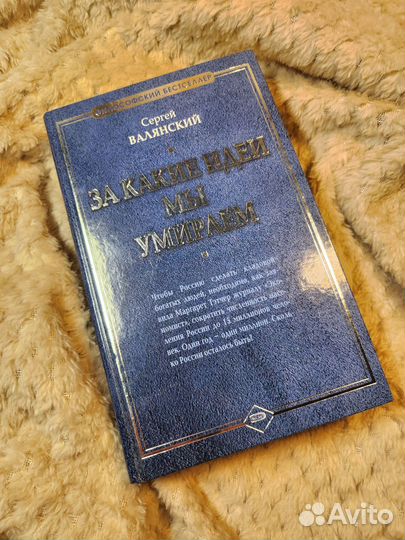 ФИЛОСОФСКИЙ БЕСТСЕЛЛЕР
Сергей
ВАЛЯНСКИЙ
ЗА КАКИЕ ИДЕИ
МЫ
УМИРАЕМ
Чтобы Россию сделать кладовой
богатых людей, необходимо, как зая-
вила Маргарет Тэтчер журналу «Эко-
номист», сократить численность насе-
ления России до 15 миллионов чело-
век. Один год – один миллион. Сколь-
ко России осталось быть?
Avito